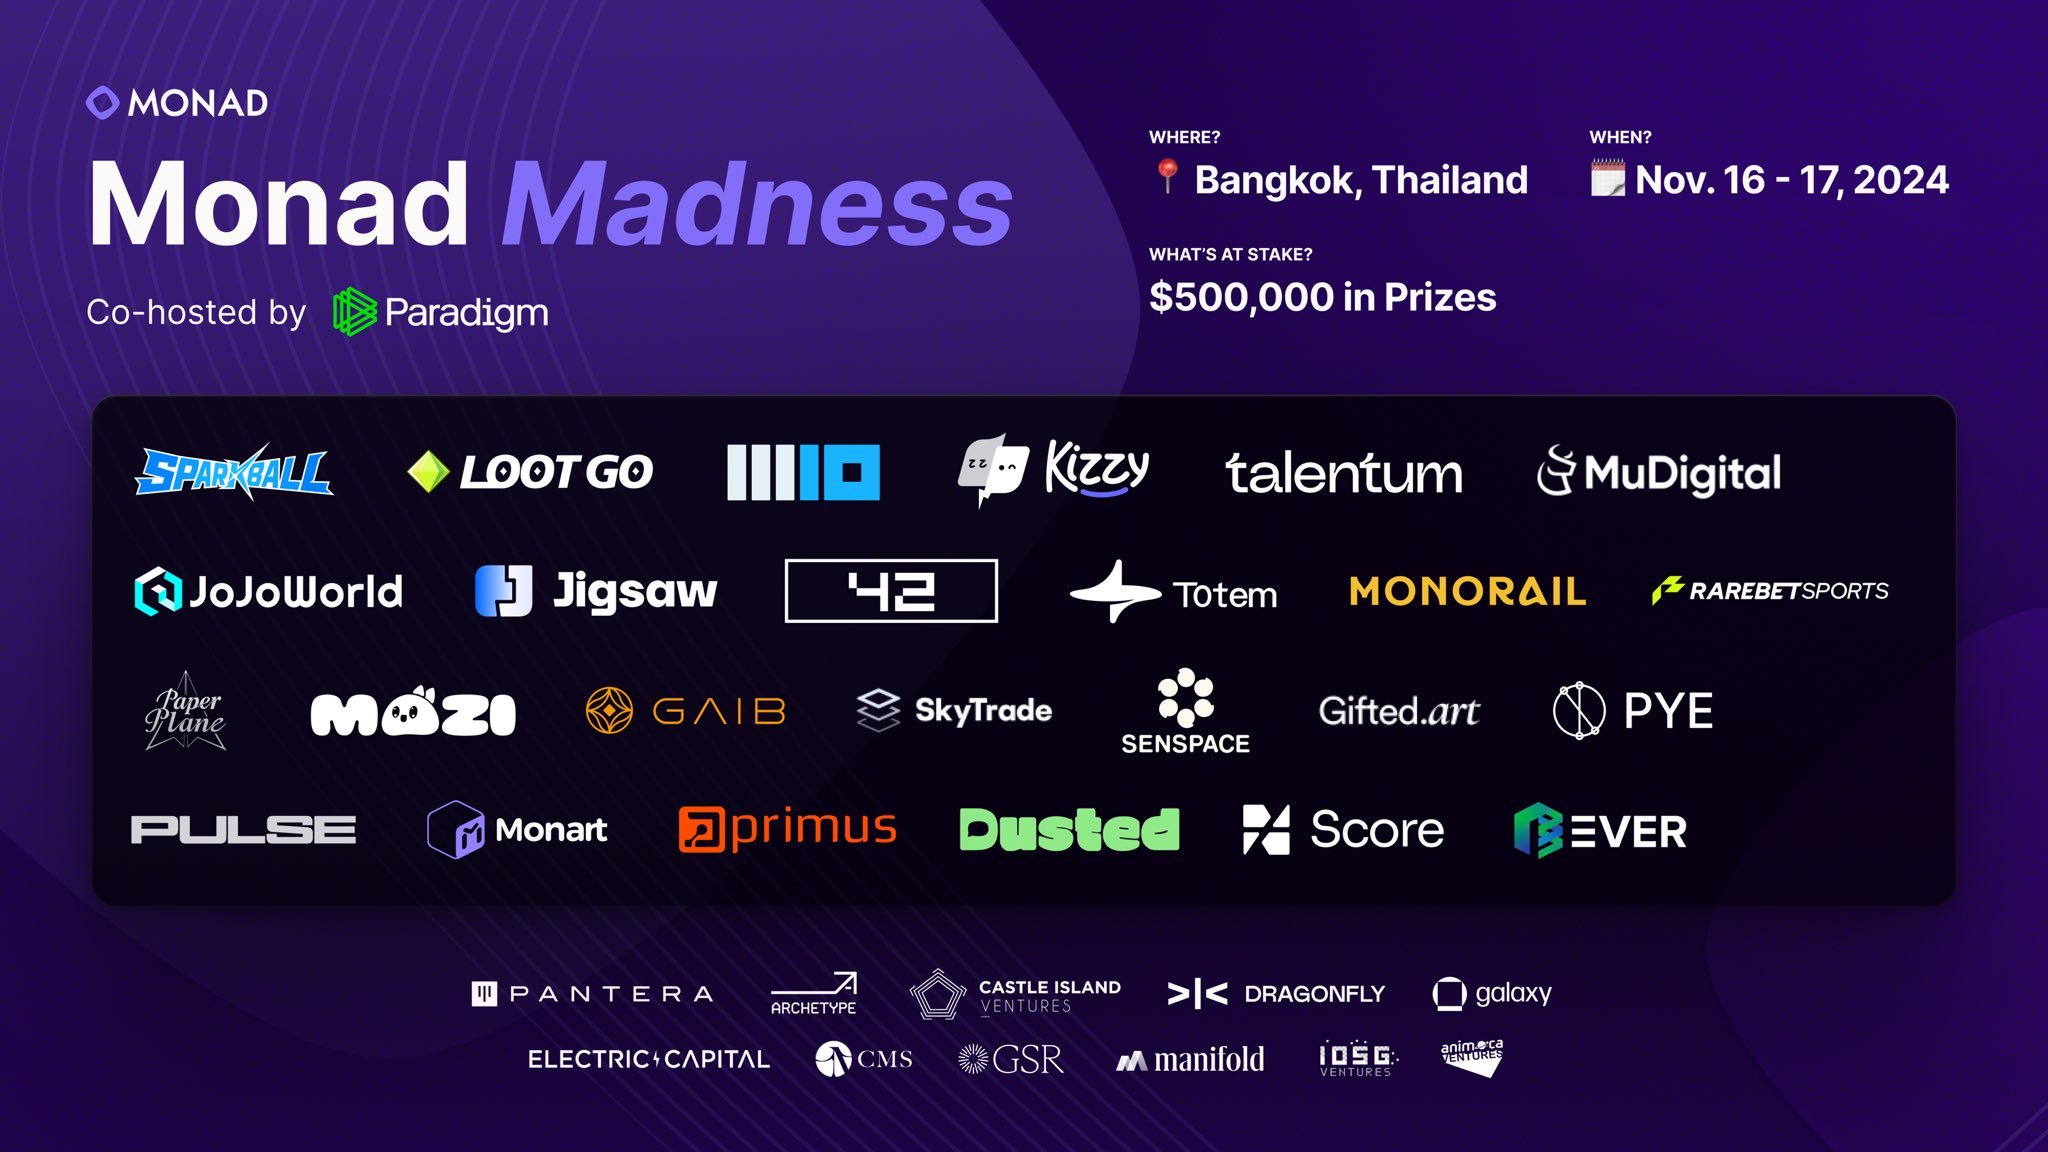 MONAD
Monad Madness
Co-hosted by Paradigm
WHERE?
Bangkok, Thailand
WHEN?
Nov. 16 - 17, 2024
WHAT'S AT STAKE?
$500,000 in Prizes
SPARKBALL LOOT GO Kizzy talentum MuDigital
JoJoWorld Jigsaw 42 Totem MONORAIL RAREBETSPORTS
Paper Plane MOZI GAIB SkyTrade SENSPACE Gifted.art PYE
PULSE Monart primus Dusted Score EVER
PANTERA ARCHETYPE CASTLE ISLAND VENTURES DRAGONFLY galaxy
ELECTRIC CAPITAL CMS GSR manifold IOSG VENTURES animoca VENTURES